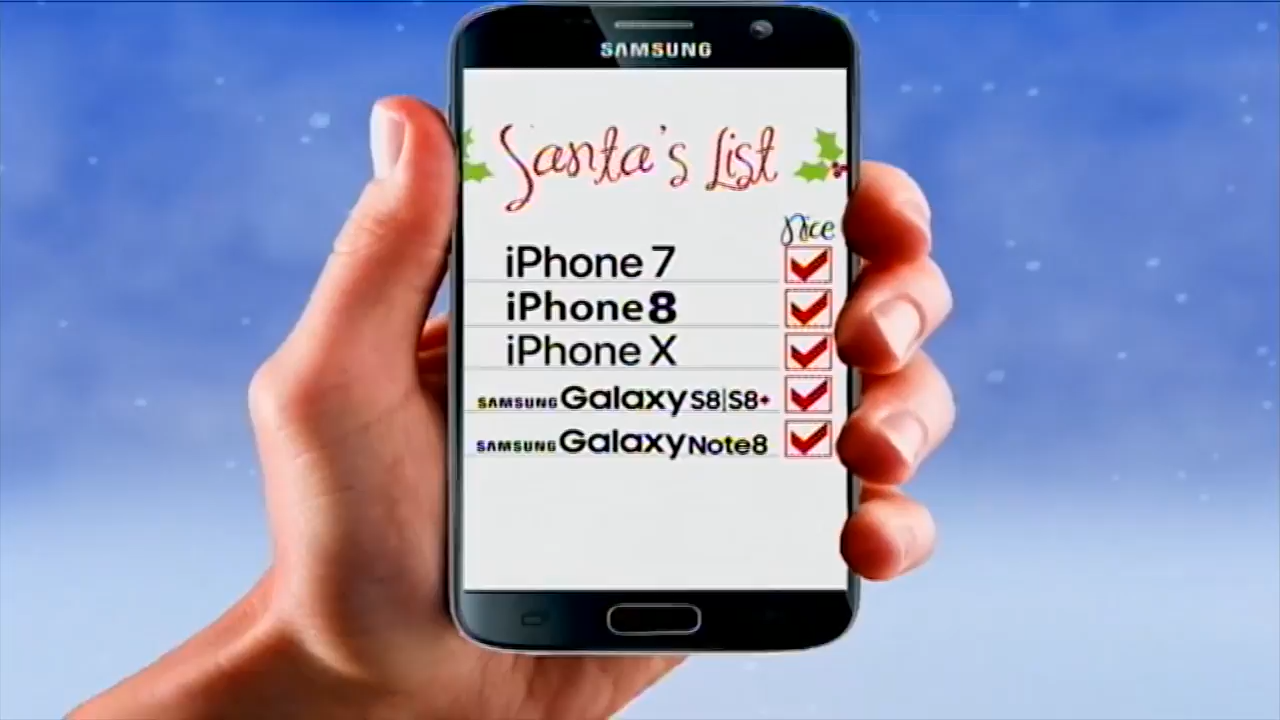 SAMSUNG
Santa's List
Nice
iPhone 7
iPhone 8
iPhone X
SAMSUNG Galaxy S8|S8+
SAMSUNG Galaxy Note8